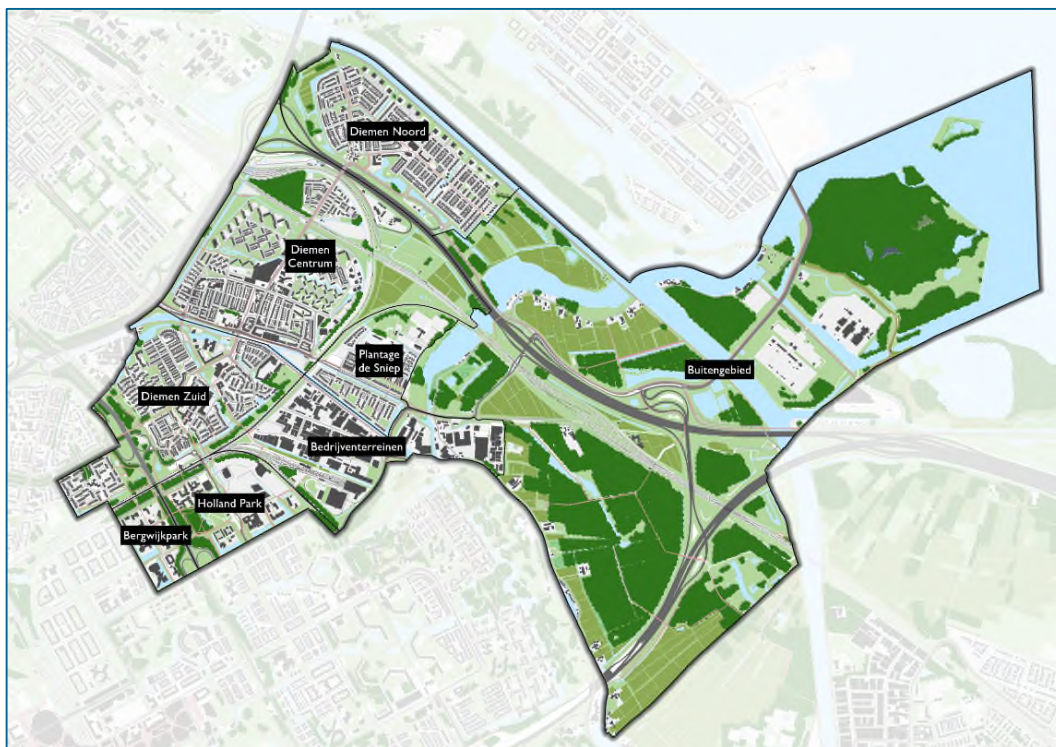 Diemen Noord
Diemen
Centrum
Plantage
de Sniep
Buitengebied
Diemen Zuid
Bedrijventerreinen
Holland Park
Bergwijkpark